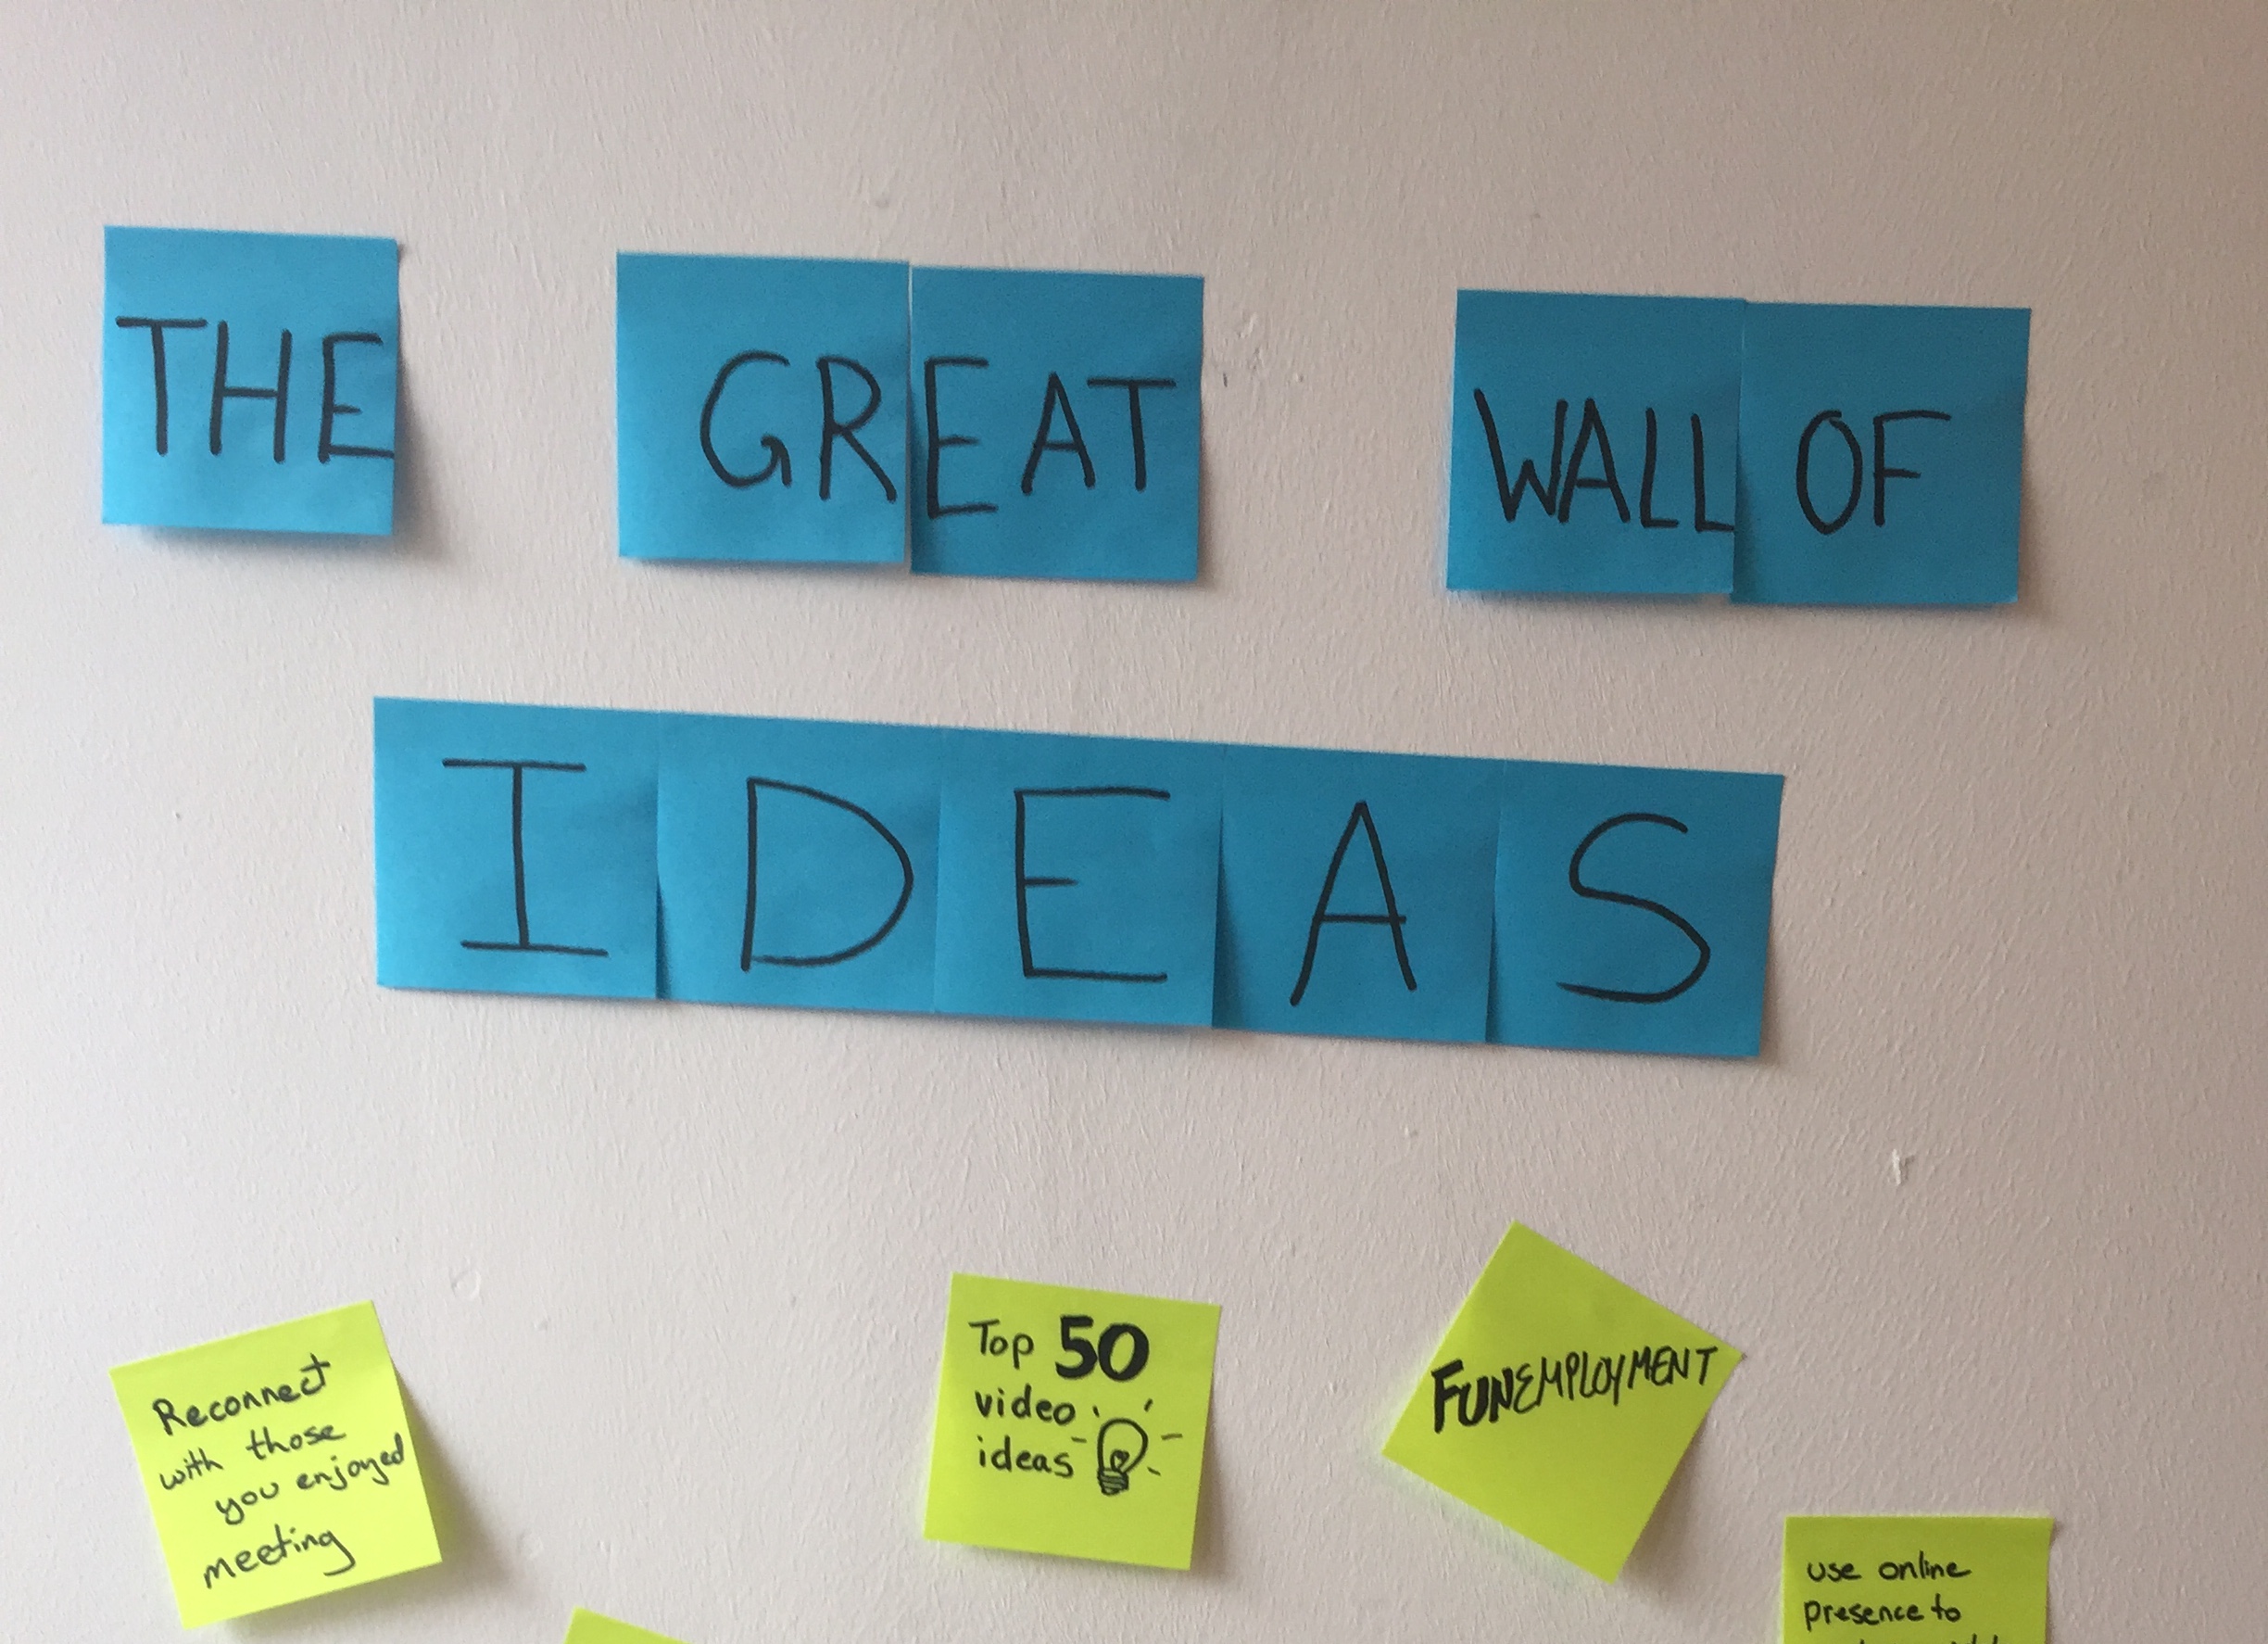 THE GREAT WALL OF
IDEAS
Reconnect
with those
you enjoyed
meeting
Top 50
video
ideas
FUNEMPLOYMENT
use online
presence to